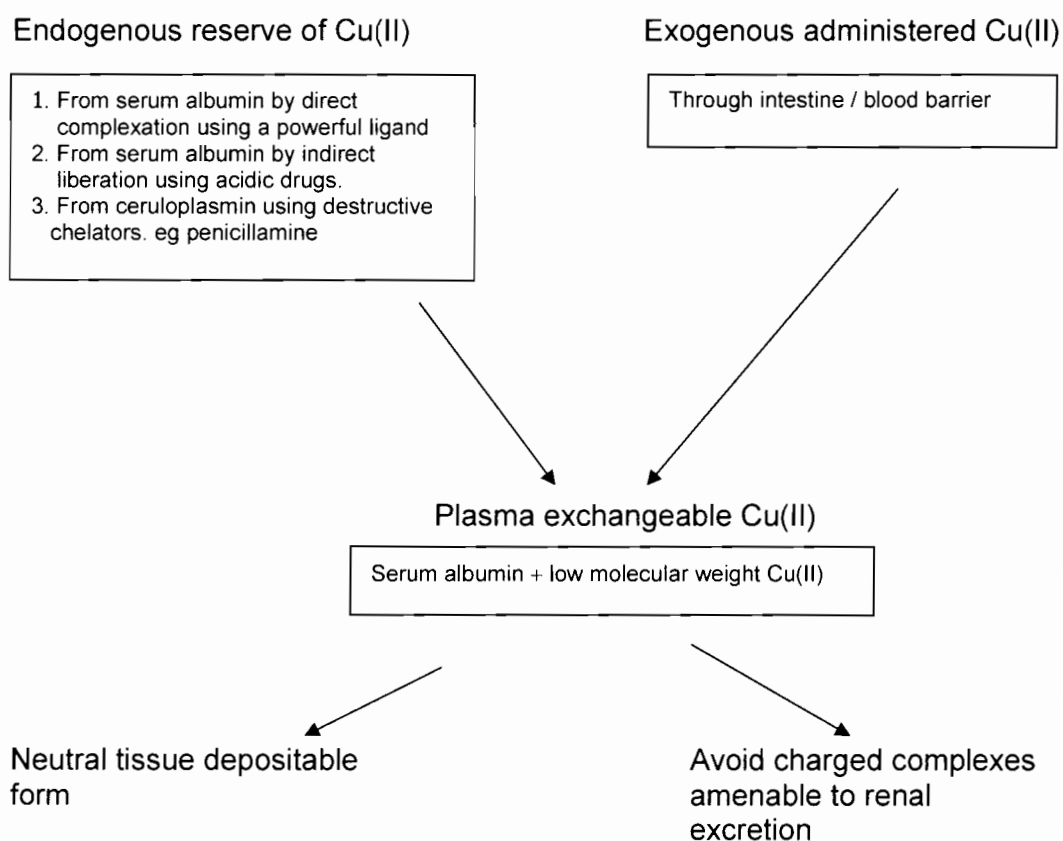 Endogenous reserve of Cu(II)
1. From serum albumin by direct
complexation using a powerful ligand
2. From serum albumin by indirect
liberation using acidic drugs.
3. From ceruloplasmin using destructive
chelators. eg penicillamine
Exogenous administered Cu(II)
Through intestine / blood barrier
Plasma exchangeable Cu(II)
Serum albumin + low molecular weight Cu(II)
Neutral tissue depositable
form
Avoid charged complexes
amenable to renal
excretion